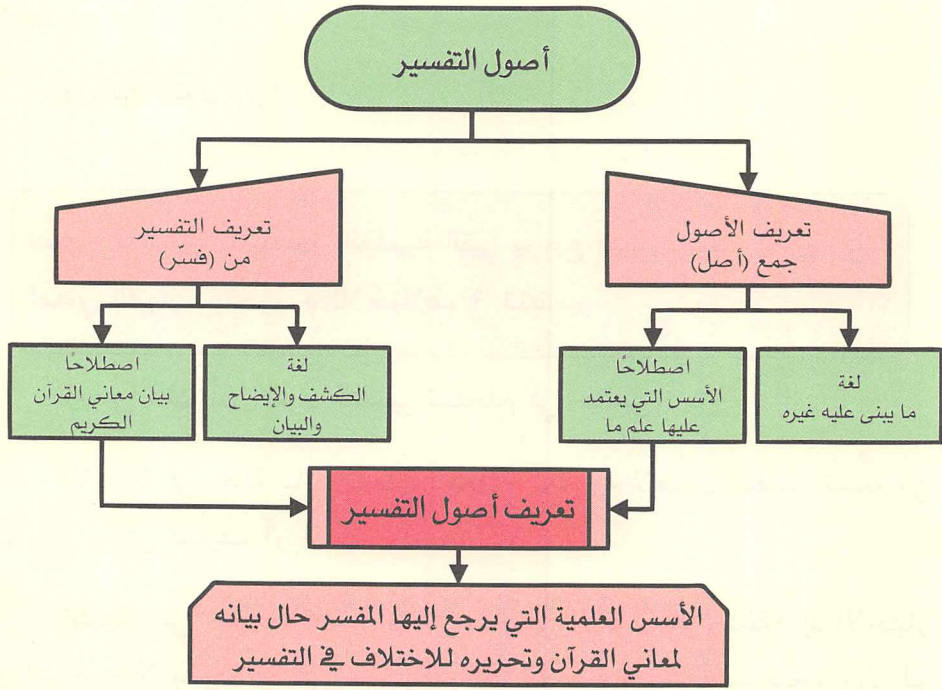 أصول التفسير
تعريف الأصول
جمع (أصل)
تعريف التفسير
من (فسّر)
لغة
ما يبنى عليه غيره
اصطلاحًا
الأسس التي يعتمد
عليها علم ما
لغة
الكشف والإيضاح
والبيان
اصطلاحًا
بيان معاني القرآن
الكريم
تعريف أصول التفسير
الأسس العلمية التي يرجع إليها المفسر حال بيانه
لمعاني القرآن وتحريره للاختلاف في التفسير